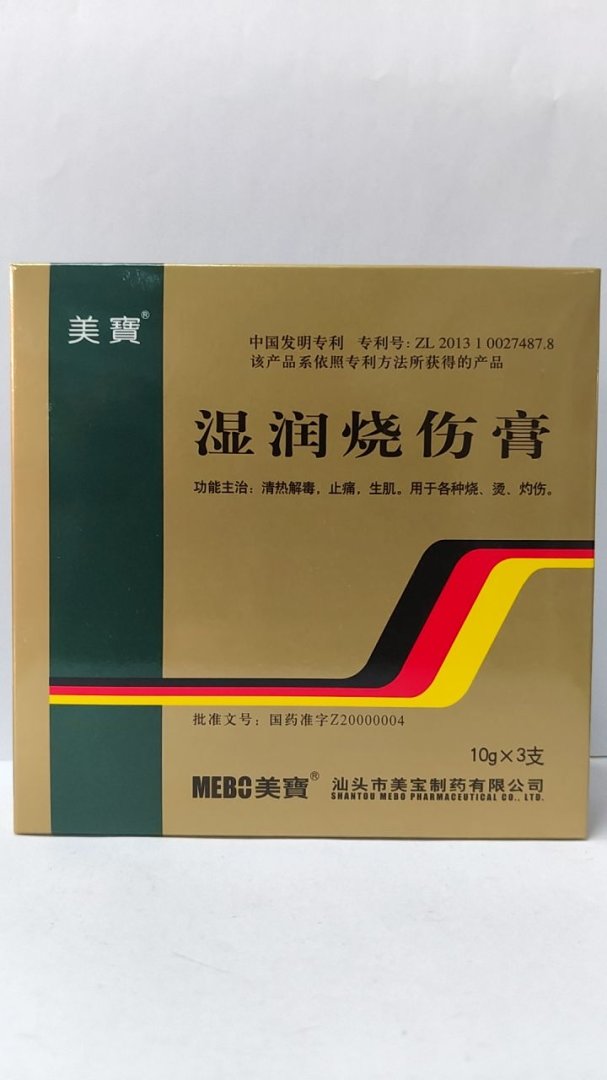 美寶®
中国发明专利 专利号：ZL 2013 1 0027487.8
该产品系依照专利方法所获得的产品
湿润烧伤膏
功能主治：清热解毒，止痛，生肌。用于各种烧、烫、灼伤。
批准文号：国药准字Z20000004
10g×3支
MEBO美寶® 汕头市美宝制药有限公司
SHANTOU MEBO PHARMACEUTICAL CO., LTD.